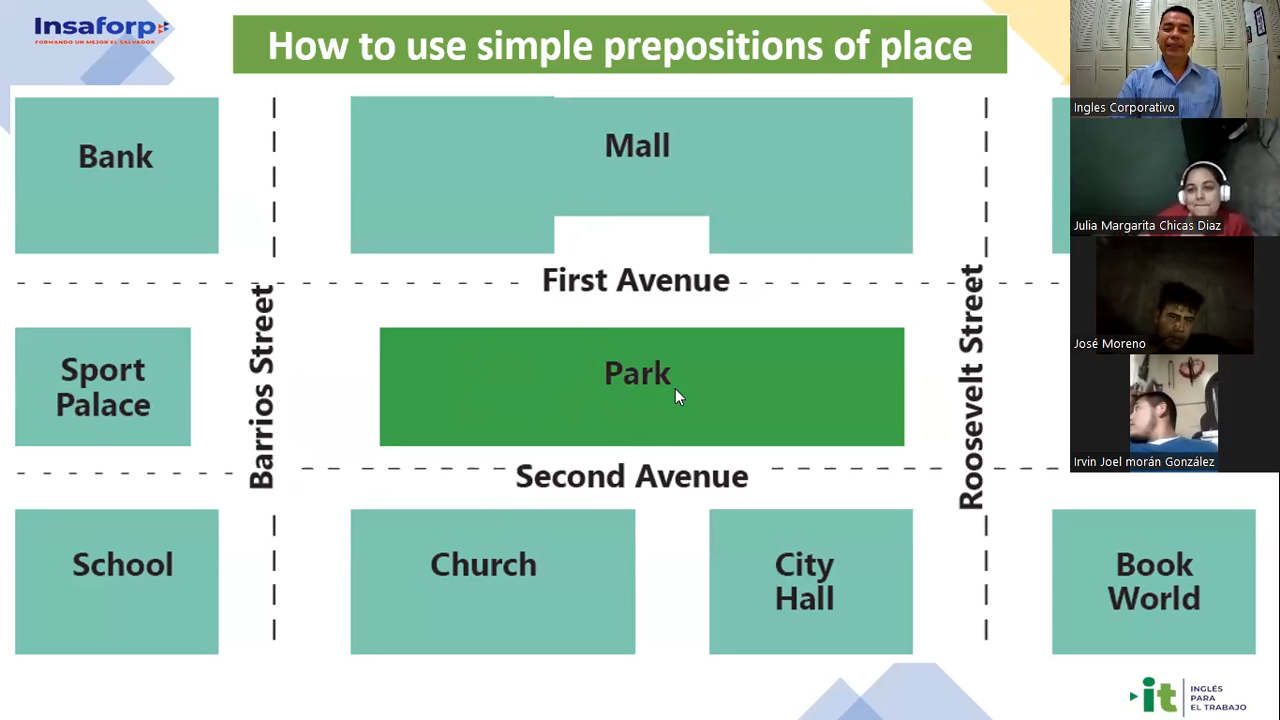 Insaforp
FORMANDO UN MEJOR EL SALVADOR
How to use simple prepositions of place
Ingles Corporativo
Bank
Mall
Julia Margarita Chicas Diaz
First Avenue
Barrios Street
Roosevelt Street
José Moreno
Sport
Palace
Park
Irvin Joel morán González
Second Avenue
School
Church
City
Hall
Book
World
it
INGLÉS
PARA
EL TRABAJO